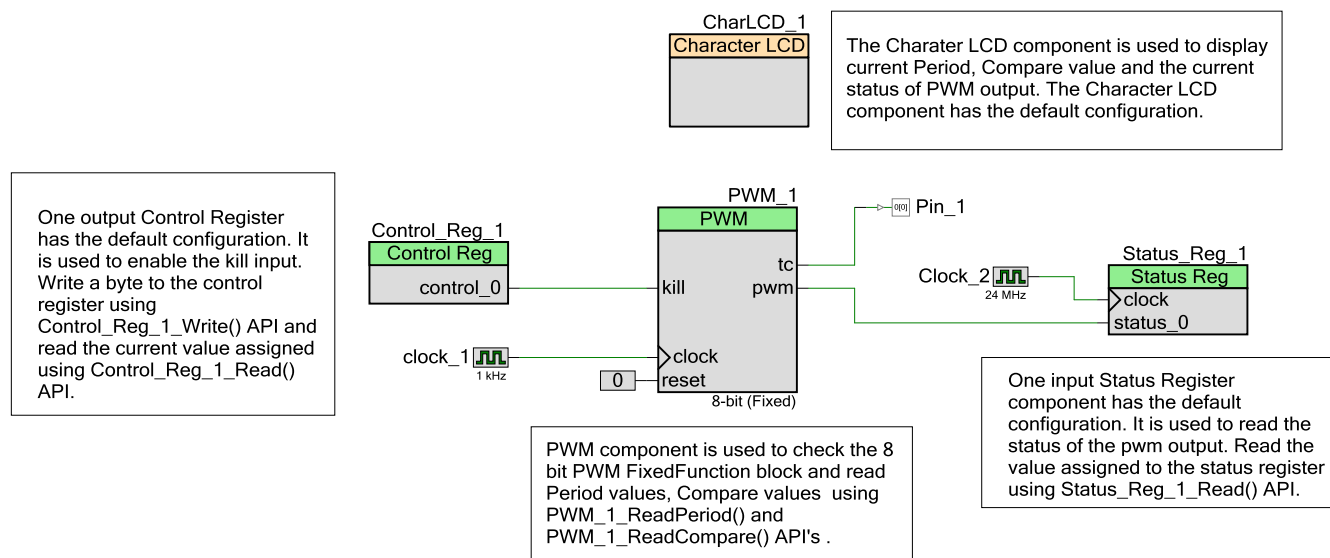 CharLCD_1
Character LCD
The Charater LCD component is used to display
current Period, Compare value and the current
status of PWM output. The Character LCD
component has the default configuration.
One output Control Register
has the default configuration. It
is used to enable the kill input.
Write a byte to the control
register using
Control_Reg_1_Write() API and
read the current value assigned
using Control_Reg_1_Read()
API.
Control_Reg_1
Control Reg
control_0
clock_1
1 kHz
0
PWM_1
PWM
tc
kill
pwm
clock
reset
8-bit (Fixed)
0[0]
Pin_1
Clock_2
24 MHz
Status_Reg_1
Status Reg
clock
status_0
PWM component is used to check the 8
bit PWM FixedFunction block and read
Period values, Compare values  using
PWM_1_ReadPeriod() and
PWM_1_ReadCompare() API's .
One input Status Register
component has the default
configuration. It is used to read the
status of the pwm output. Read the
value assigned to the status register
using Status_Reg_1_Read() API.